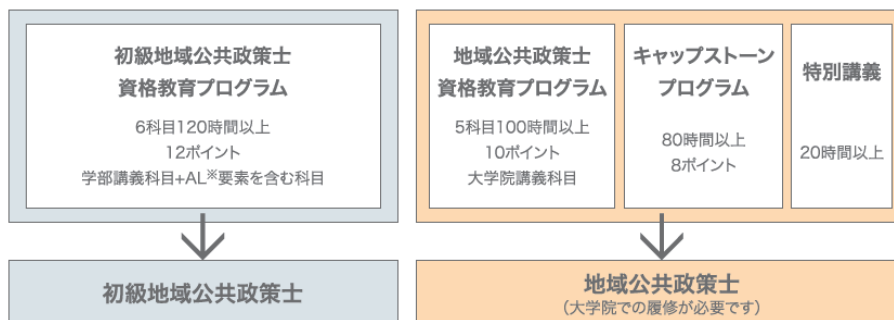 初級地域公共政策士
資格教育プログラム
6科目120時間以上
12ポイント
学部講義科目+AL※要素を含む科目
地域公共政策士
資格教育プログラム
5科目100時間以上
10ポイント
大学院講義科目
キャップストーン
プログラム
80時間以上
8ポイント
特別講義
20時間以上
初級地域公共政策士
地域公共政策士
(大学院での履修が必要です)